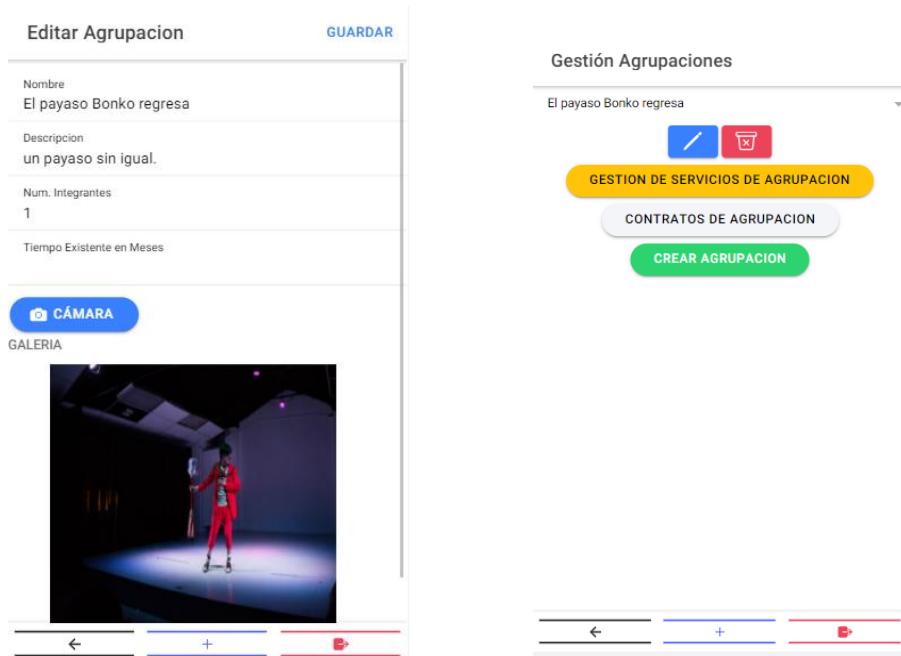 Editar Agrupacion
GUARDAR
Nombre
El payaso Bonko regresa
Descripcion
un payaso sin igual.
Num. Integrantes
1
Tiempo Existente en Meses
CÁMARA
GALERIA
Gestión Agrupaciones
El payaso Bonko regresa
GESTION DE SERVICIOS DE AGRUPACION
CONTRATOS DE AGRUPACION
CREAR AGRUPACION